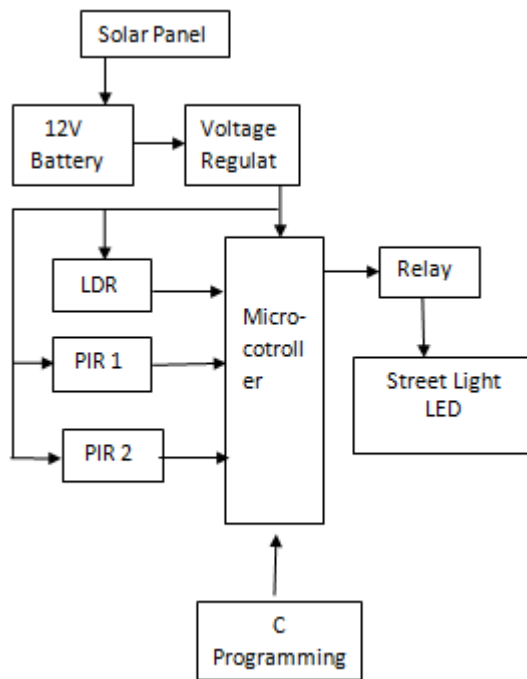 Solar Panel
12V
Battery
Voltage
Regulat
LDR
Micro-
cotroll
er
Relay
PIR 1
Street Light
LED
PIR 2
C
Programming